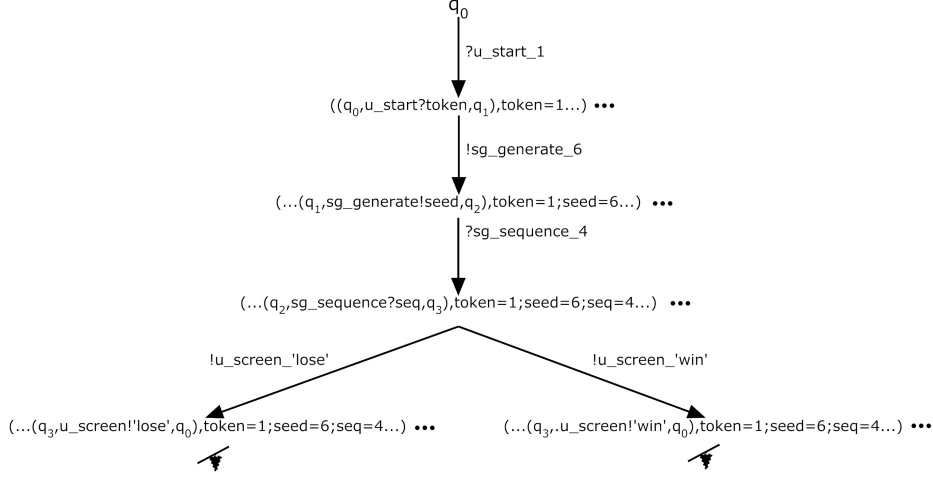 q0
?u_start_1
((q0,u_start?token,q1),token=1...) •••
!sg_generate_6
(...(q1,sg_generate!seed,q2),token=1;seed=6...) •••
?sg_sequence_4
(...(q2,sg_sequence?seq,q3),token=1;seed=6;seq=4...) •••
!u_screen_'lose' !u_screen_'win'
(...(q3,u_screen!'lose',q0),token=1;seed=6;seq=4...) ••• (...(q3,.u_screen!'win',q0),token=1;seed=6;seq=4...) •••